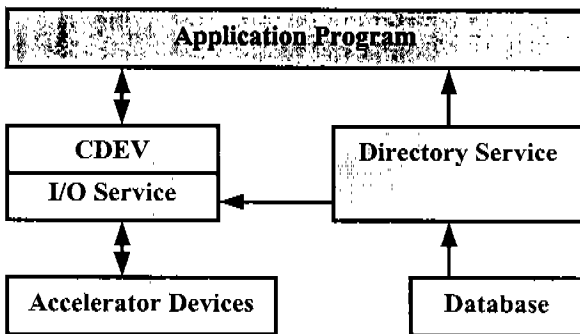 Application Program
CDEV
Directory Service
I/O Service
Accelerator Devices
Database